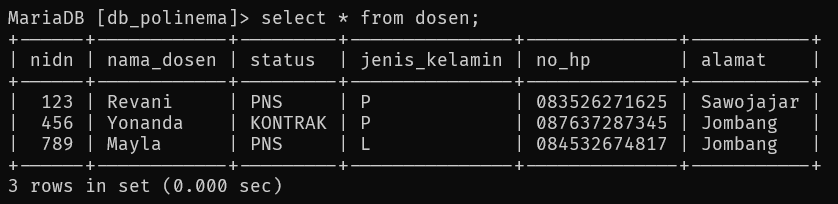 MariaDB [db_polinema]> select * from dosen;
+------+------------+---------+---------------+--------------+-----------+
| nidn | nama_dosen | status  | jenis_kelamin | no_hp        | alamat    |
+------+------------+---------+---------------+--------------+-----------+
|  123 | Revani     | PNS     | P             | 083526271625 | Sawojajar |
|  456 | Yonanda    | KONTRAK | P             | 087637287345 | Jombang   |
|  789 | Mayla      | PNS     | L             | 084532674817 | Jombang   |
+------+------------+---------+---------------+--------------+-----------+
3 rows in set (0.000 sec)